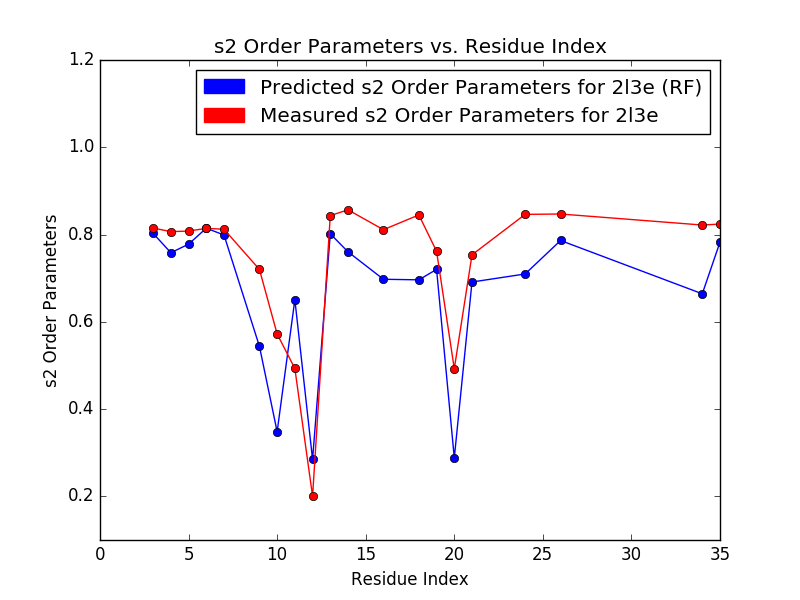 s2 Order Parameters vs. Residue Index
Predicted s2 Order Parameters for 2l3e (RF)
Measured s2 Order Parameters for 2l3e
s2 Order Parameters
1.2
1.0
0.8
0.6
0.4
0.2
0 5 10 15 20 25 30 35
Residue Index